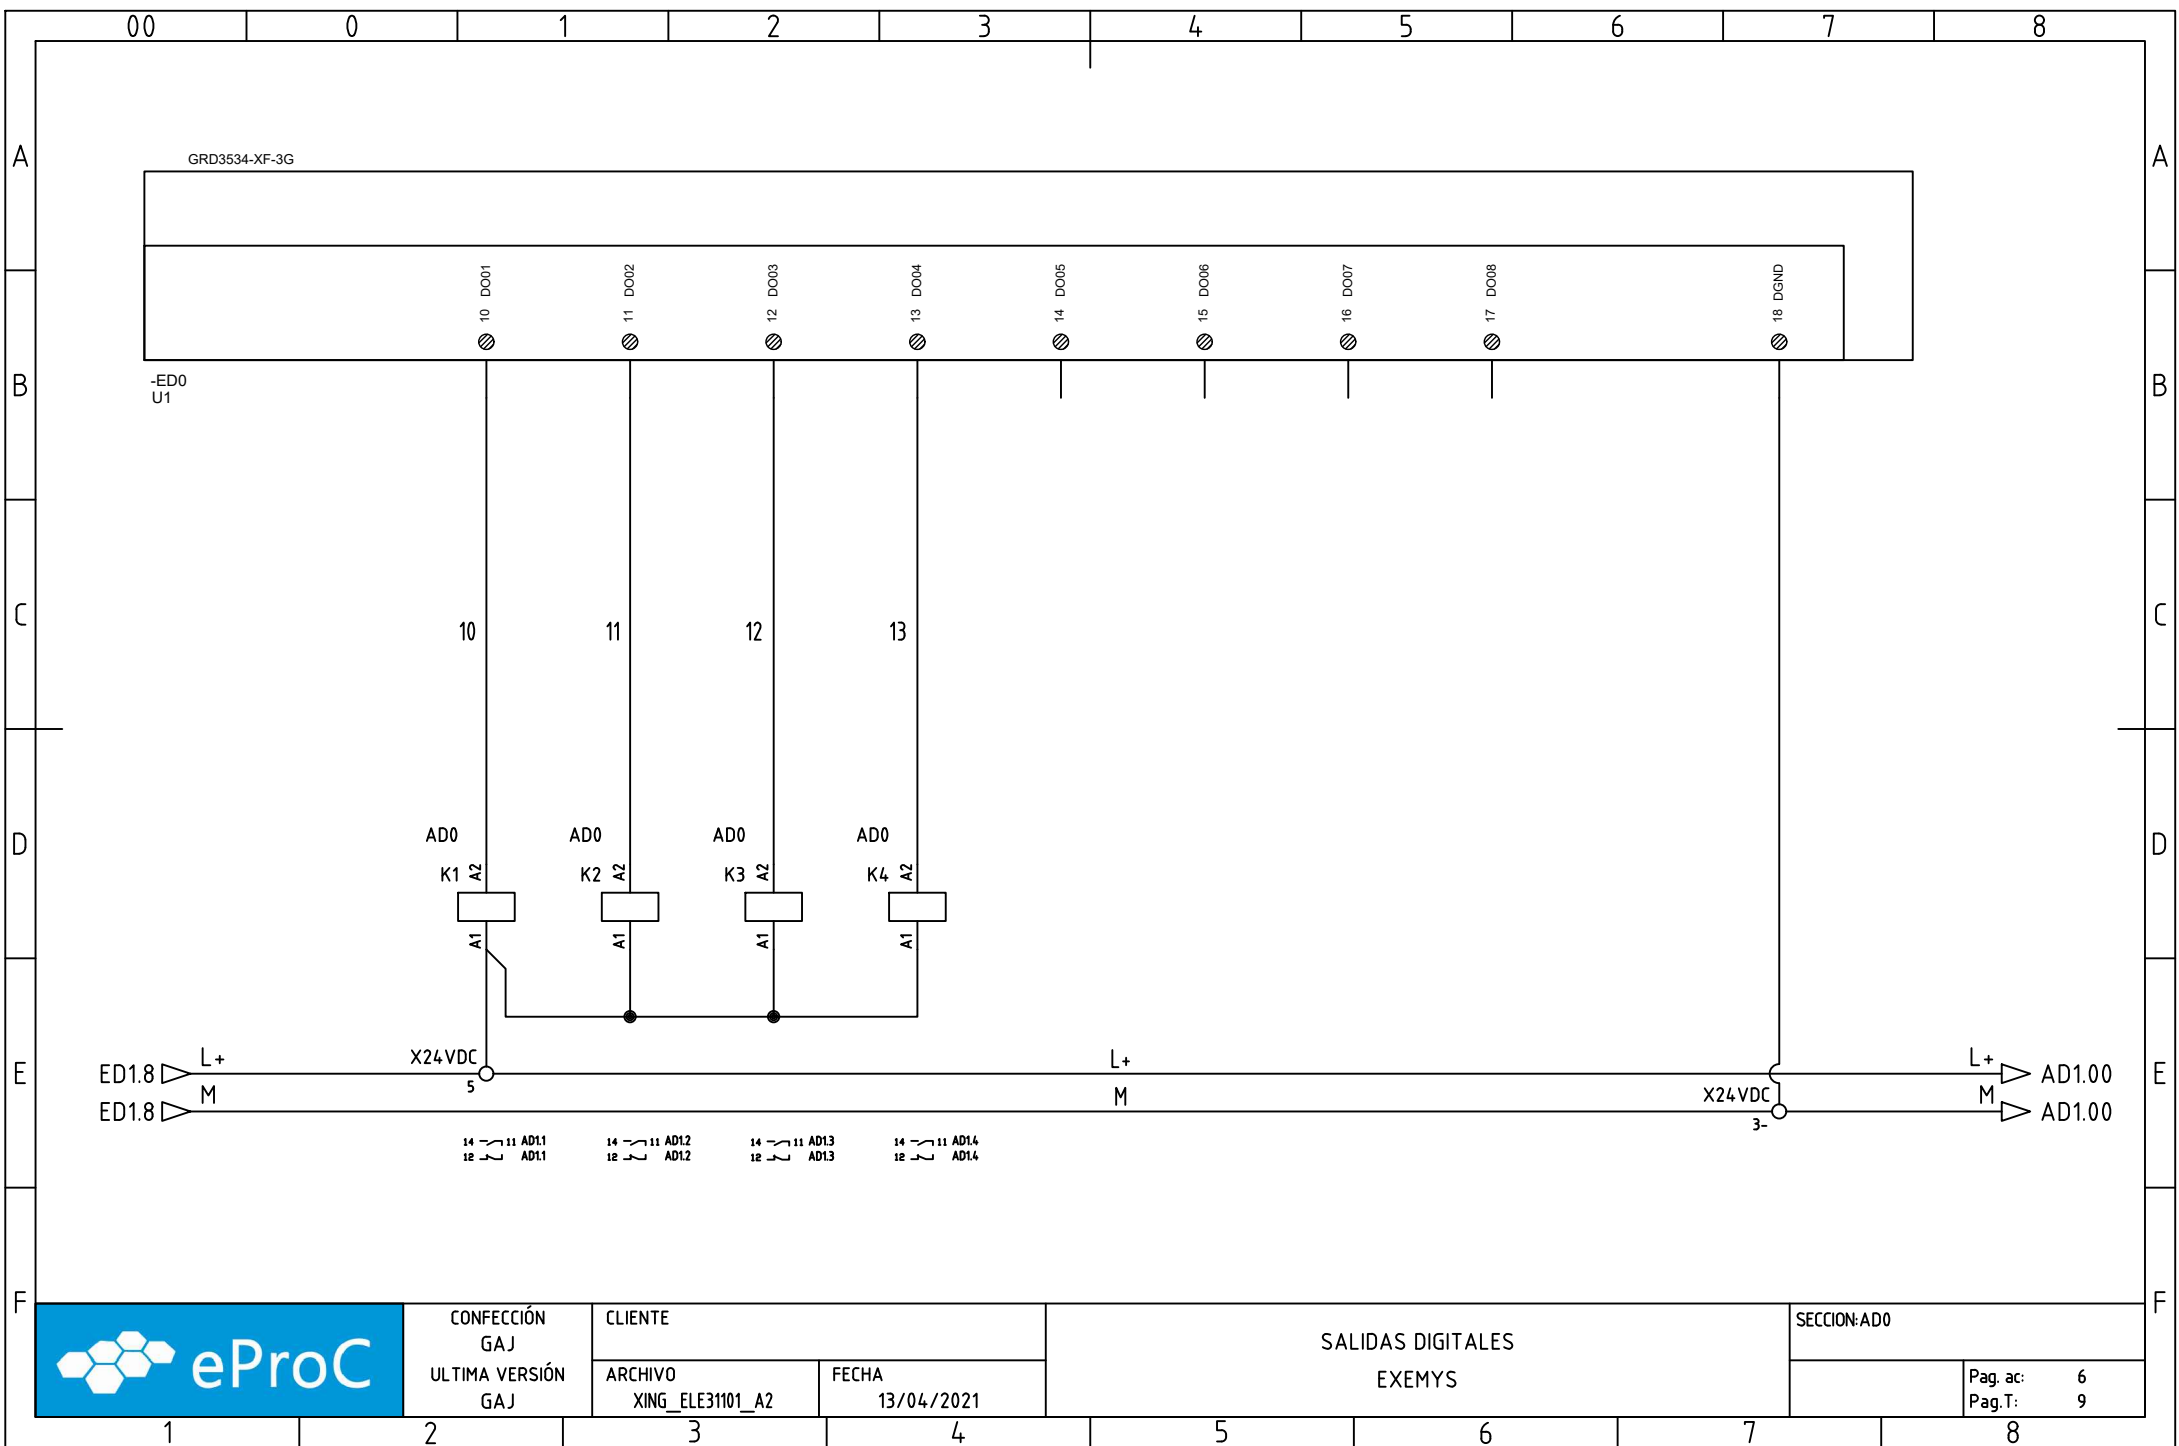 00 0 1 2 3 4 5 6 7 8
A A
GRD3534-XF-3G
10 DO01
11 DO02
12 DO03
13 DO04
14 DO05
15 DO06
16 DO07
17 DO08
18 DGND
B B
-ED0
U1
C C
10 11 12 13
D D
AD0 AD0 AD0 AD0
K1 A2 K2 A2 K3 A2 K4 A2
A1 A1 A1 A1
E E
ED1.8 L+ X24VDC L+ L+ AD1.00
5
ED1.8 M M X24VDC M AD1.00
3-
14 11 AD1.1 14 11 AD1.2 14 11 AD1.3 14 11 AD1.4
12 AD1.1 12 AD1.2 12 AD1.3 12 AD1.4
F F
eProC
CONFECCIÓN
GAJ
ULTIMA VERSIÓN
GAJ
CLIENTE
ARCHIVO
XING_ELE31101_A2
FECHA
13/04/2021
SALIDAS DIGITALES
EXEMYS
SECCION:AD0
Pag. ac: 6
Pag.T: 9
1 2 3 4 5 6 7 8